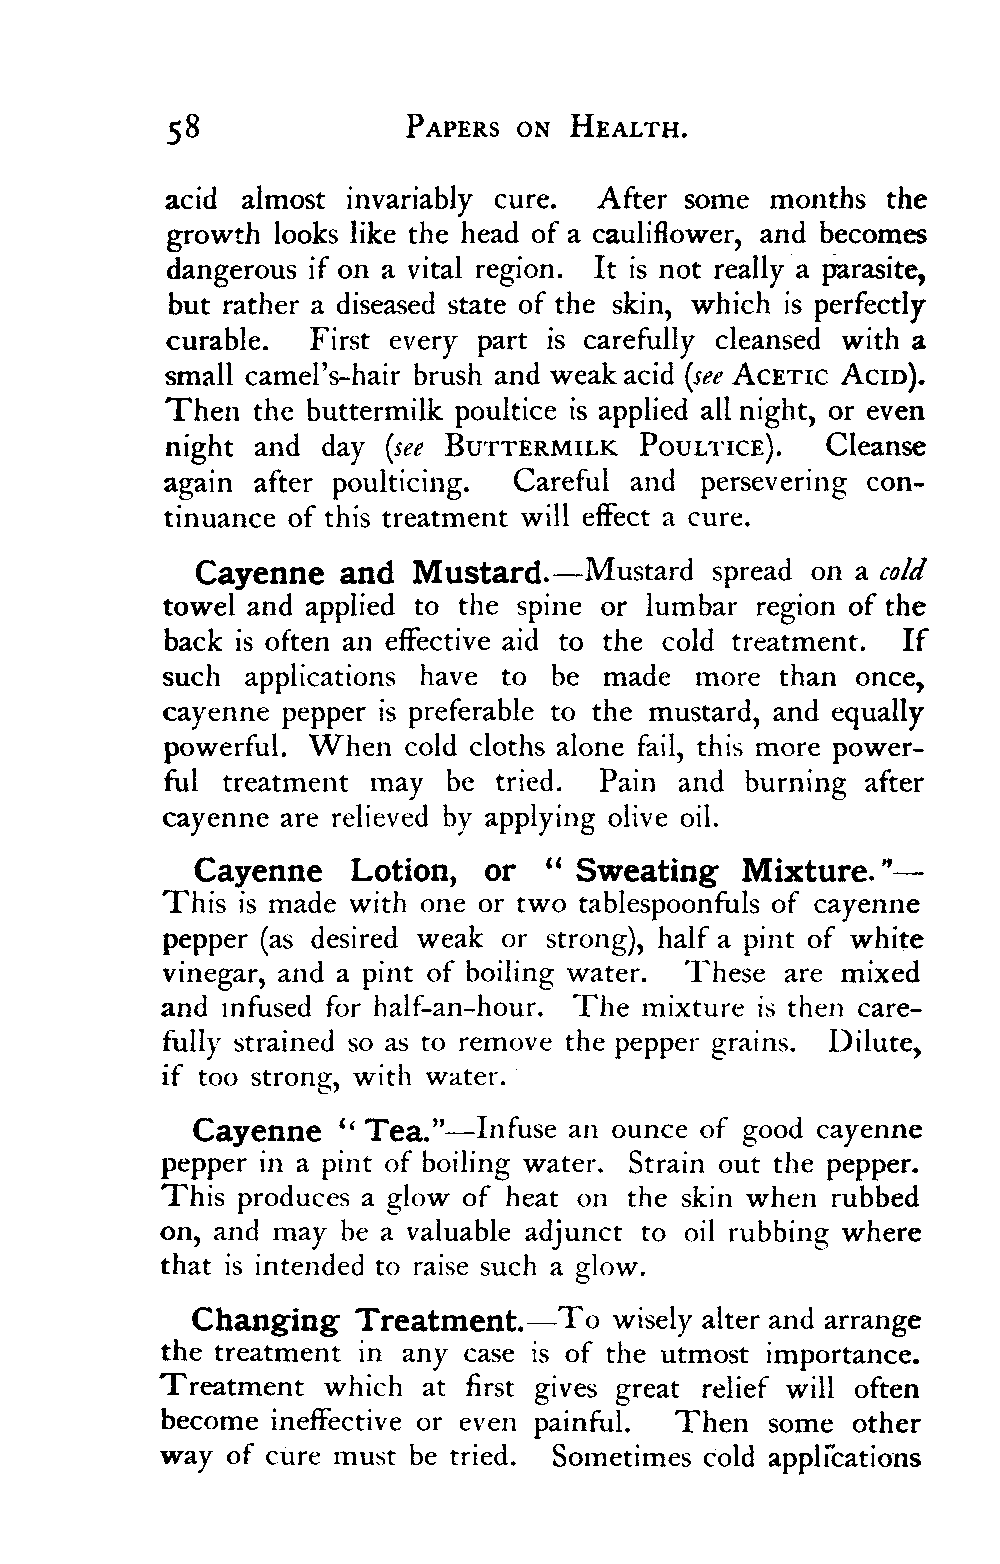 58 PAPERS ON HEALTH.
acid almost invariably cure. After some months the
growth looks like the head of a cauliflower, and becomes
dangerous if on a vital region. It is not really a parasite,
but rather a diseased state of the skin, which is perfectly
curable. First every part is carefully cleansed with a
small camel's-hair brush and weak acid (see ACETIC ACID).
Then the buttermilk poultice is applied all night, or even
night and day (see BUTTERMILK POULTICE). Cleanse
again after poulticing. Careful and persevering con-
tinuance of this treatment will effect a cure.
Cayenne and Mustard.—Mustard spread on a cold
towel and applied to the spine or lumbar region of the
back is often an effective aid to the cold treatment. If
such applications have to be made more than once,
cayenne pepper is preferable to the mustard, and equally
powerful. When cold cloths alone fail, this more power-
ful treatment may be tried. Pain and burning after
cayenne are relieved by applying olive oil.
Cayenne Lotion, or "Sweating Mixture."—
This is made with one or two tablespoonfuls of cayenne
pepper (as desired weak or strong), half a pint of white
vinegar, and a pint of boiling water. These are mixed
and infused for half-an-hour. The mixture is then care-
fully strained so as to remove the pepper grains. Dilute,
if too strong, with water.
Cayenne "Tea."—Infuse an ounce of good cayenne
pepper in a pint of boiling water. Strain out the pepper.
This produces a glow of heat on the skin when rubbed
on, and may be a valuable adjunct to oil rubbing where
that is intended to raise such a glow.
Changing Treatment.—To wisely alter and arrange
the treatment in any case is of the utmost importance.
Treatment which at first gives great relief will often
become ineffective or even painful. Then some other
way of cure must be tried. Sometimes cold applications